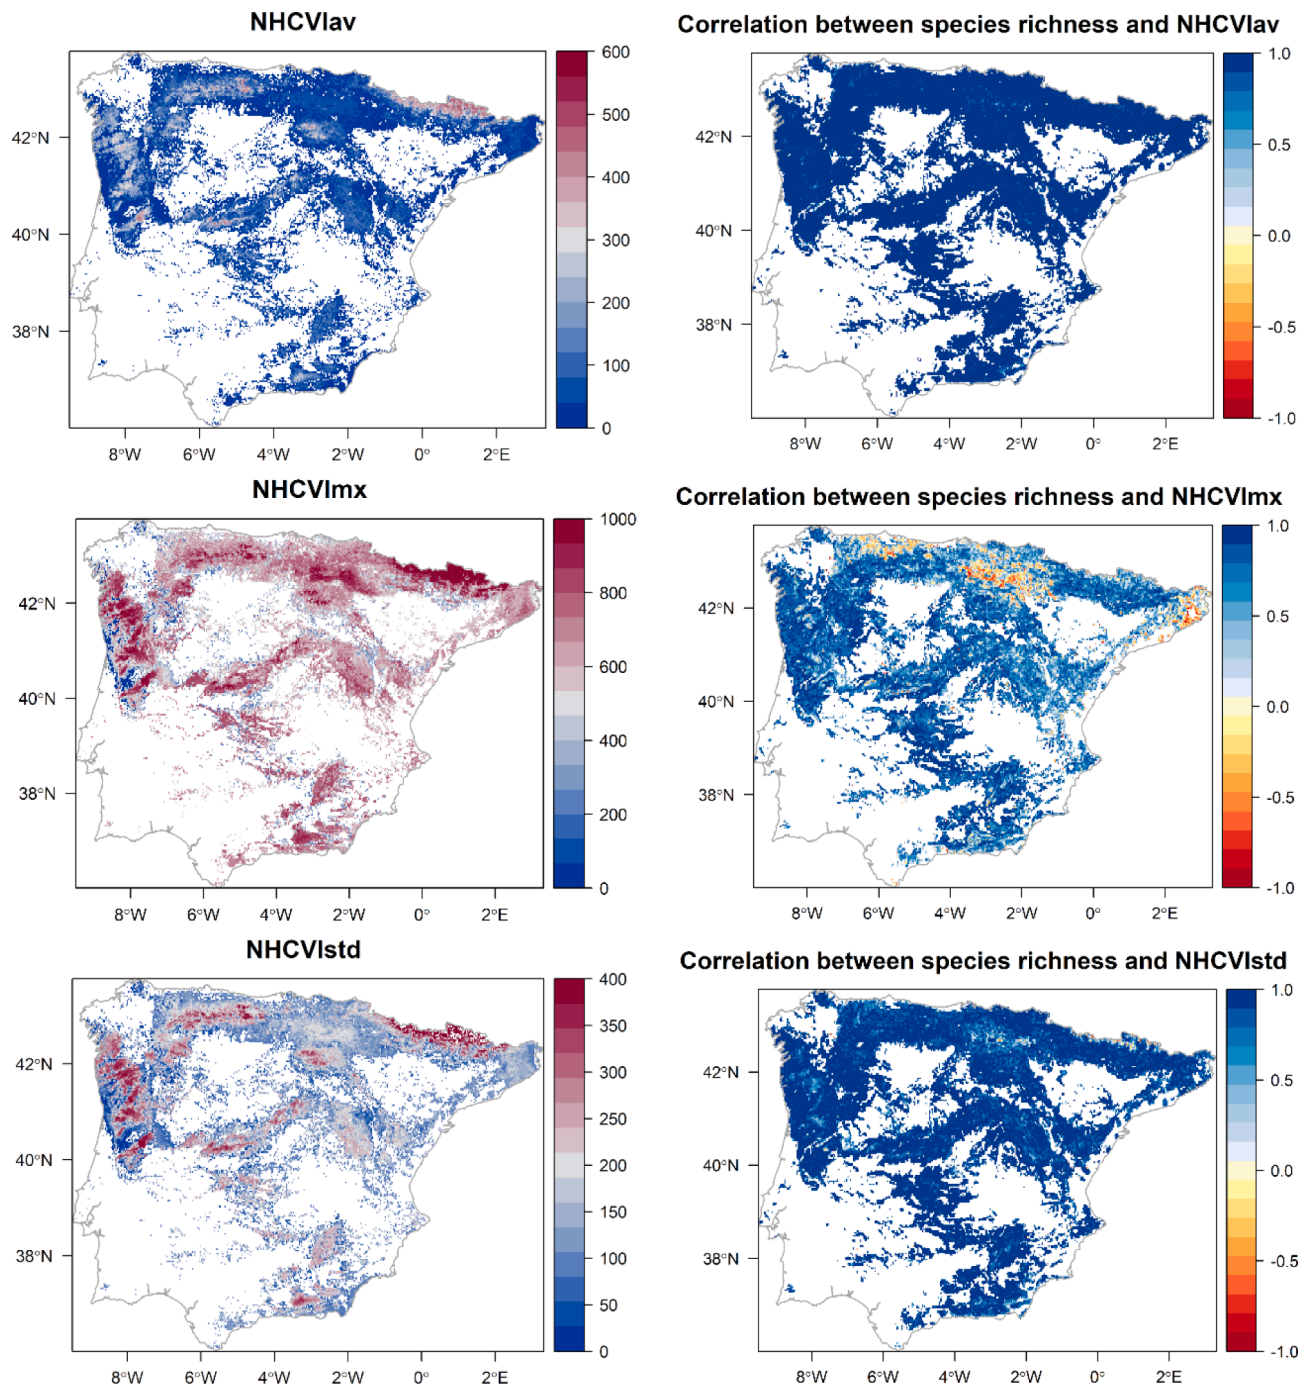 NHCVIav
Correlation between species richness and NHCVIav
600
500
400
300
200
100
0
42°N
40°N
38°N
8°W 6°W 4°W 2°W 0° 2°E
1.0
0.5
0.0
-0.5
-1.0
42°N
40°N
38°N
8°W 6°W 4°W 2°W 0° 2°E
NHCVImx
Correlation between species richness and NHCVImx
1000
800
600
400
200
0
42°N
40°N
38°N
8°W 6°W 4°W 2°W 0° 2°E
1.0
0.5
0.0
-0.5
-1.0
42°N
40°N
38°N
8°W 6°W 4°W 2°W 0° 2°E
NHCVIstd
Correlation between species richness and NHCVIstd
400
350
300
250
200
150
100
50
0
42°N
40°N
38°N
8°W 6°W 4°W 2°W 0° 2°E
1.0
0.5
0.0
-0.5
-1.0
42°N
40°N
38°N
8°W 6°W 4°W 2°W 0° 2°E